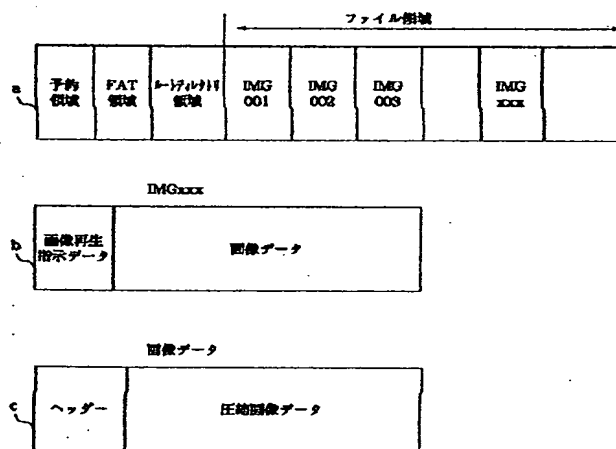 ファイル領域
a
予約
領域
FAT
領域
ルートディレクトリ
領域
IMG
001
IMG
002
IMG
003
IMG
xxx
IMGxxx
b
画像再生
指示データ
画像データ
画像データ
c
ヘッダー
圧縮画像データ